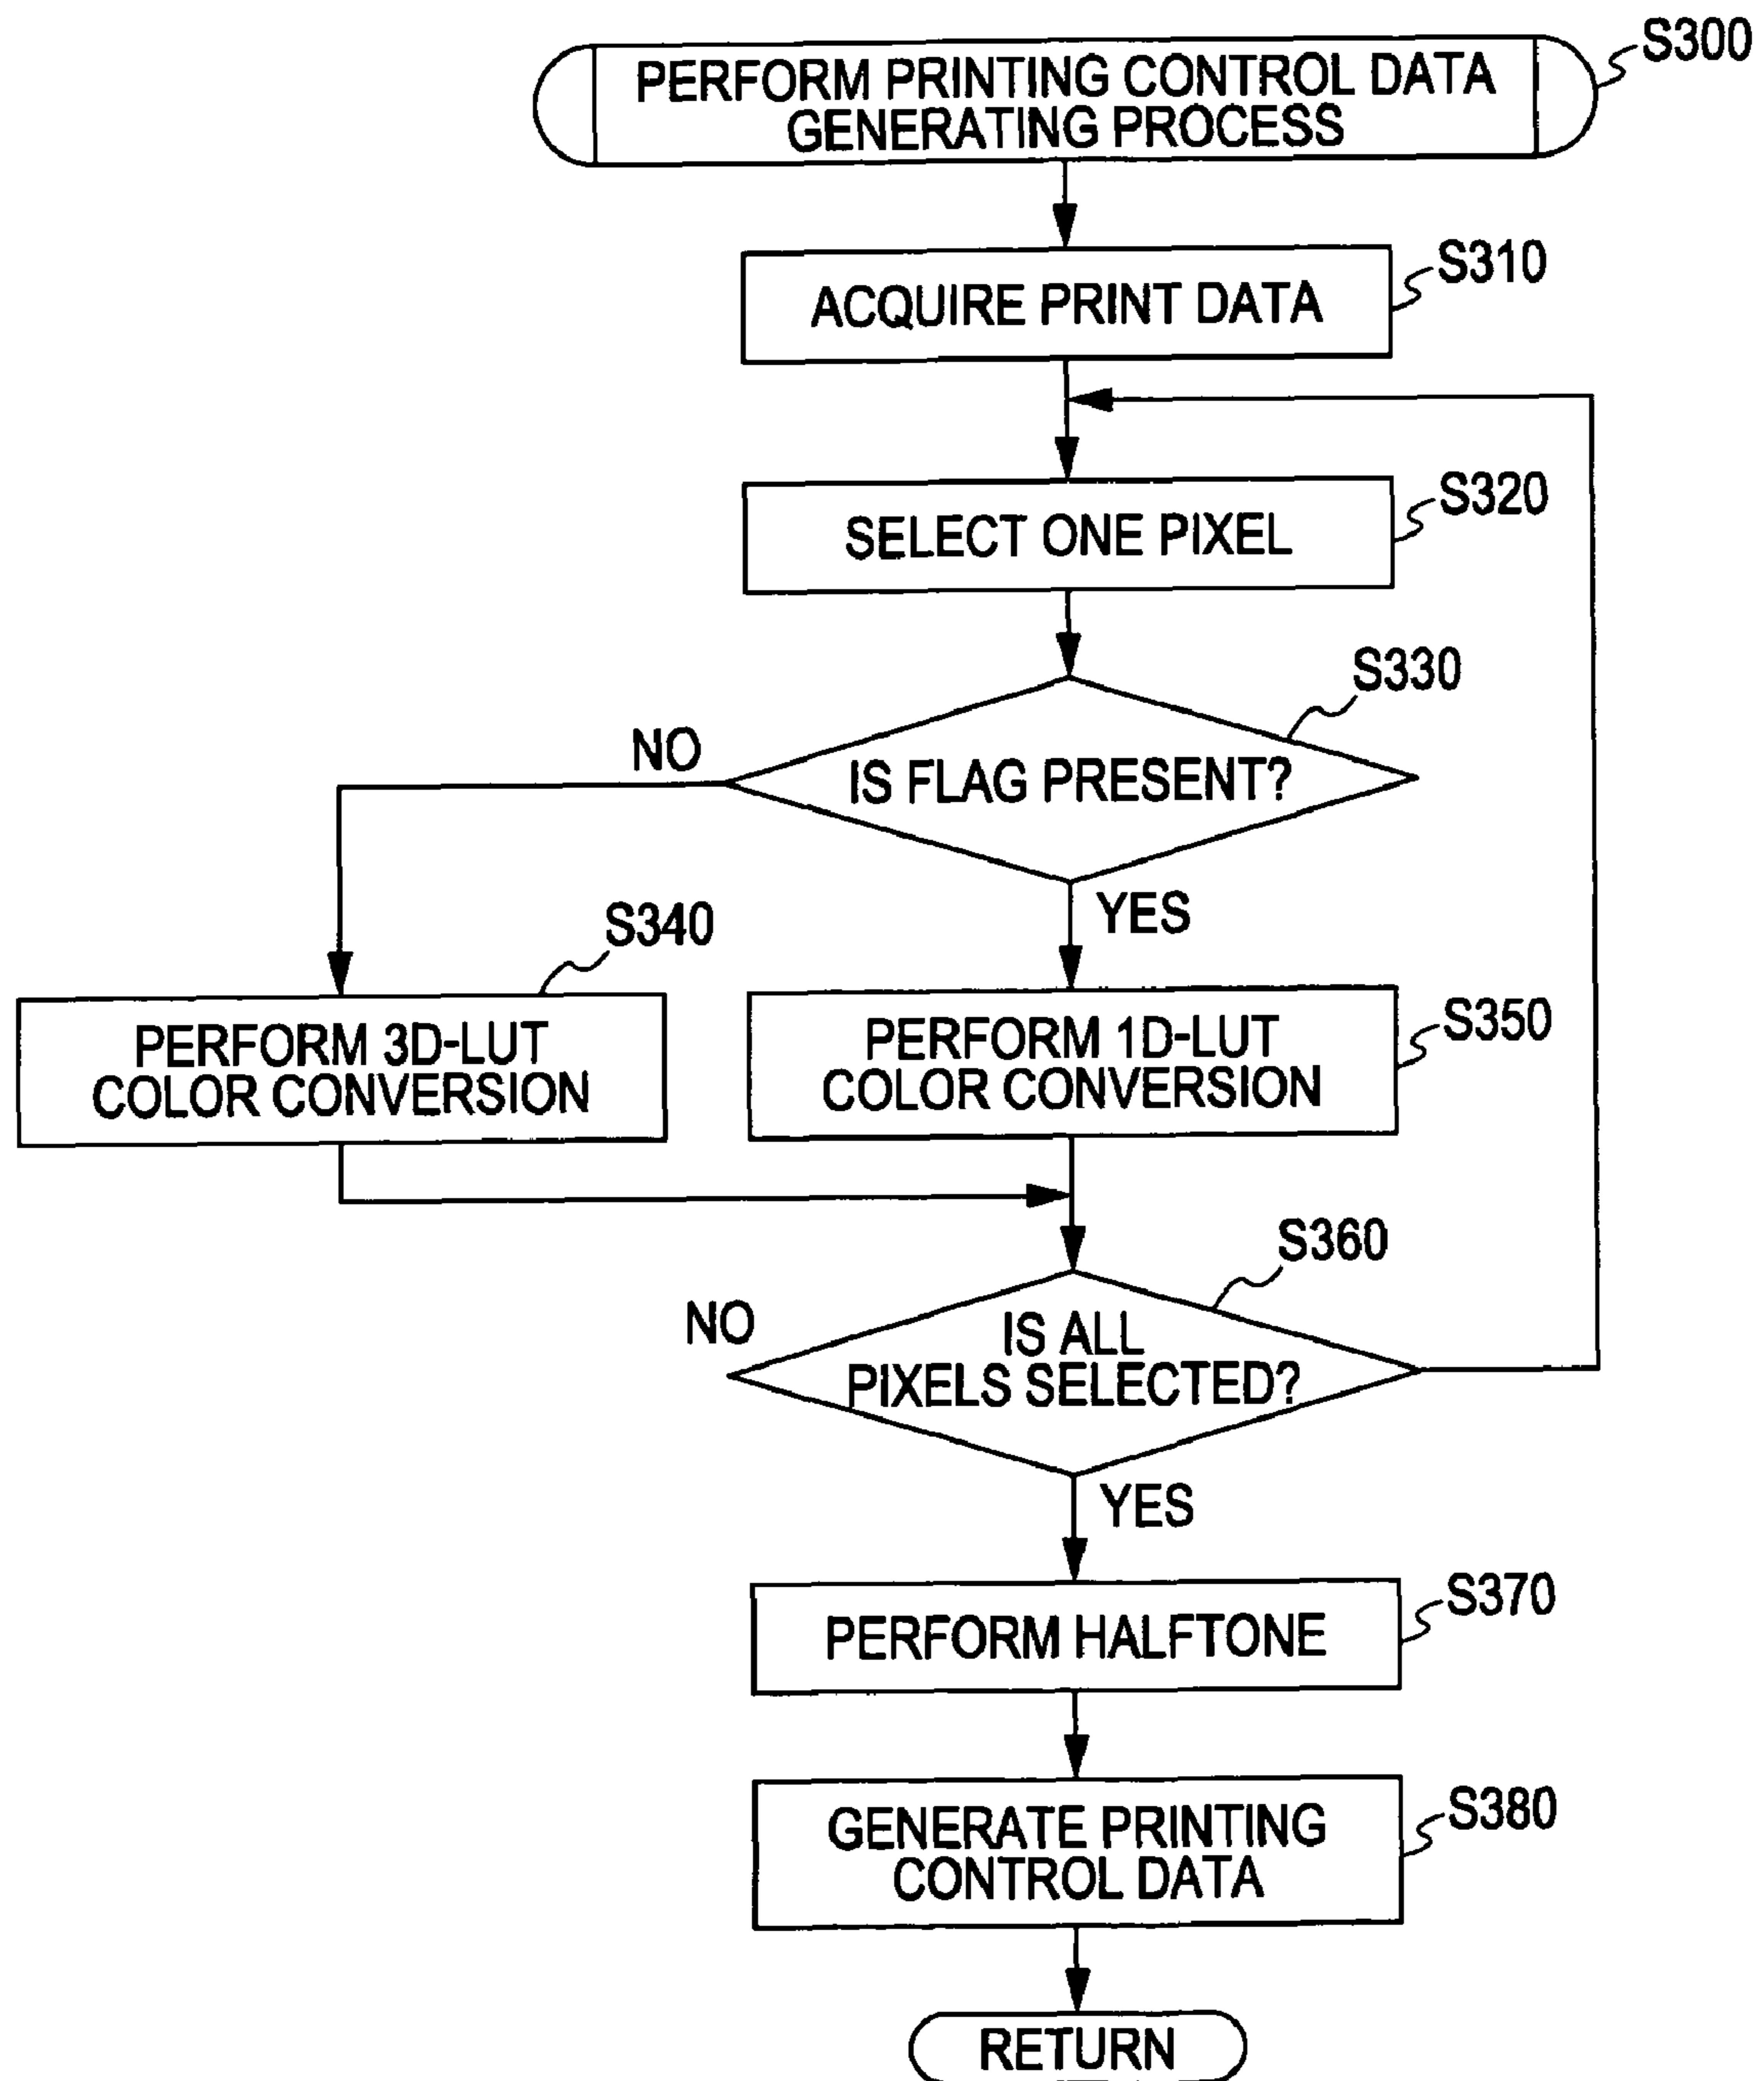 S300
PERFORM PRINTING CONTROL DATA
GENERATING PROCESS
S310
ACQUIRE PRINT DATA
S320
SELECT ONE PIXEL
S330
NO
IS FLAG PRESENT?
YES
S340
PERFORM 3D-LUT
COLOR CONVERSION
S350
PERFORM 1D-LUT
COLOR CONVERSION
S360
NO
IS ALL
PIXELS SELECTED?
YES
S370
PERFORM HALFTONE
S380
GENERATE PRINTING
CONTROL DATA
RETURN